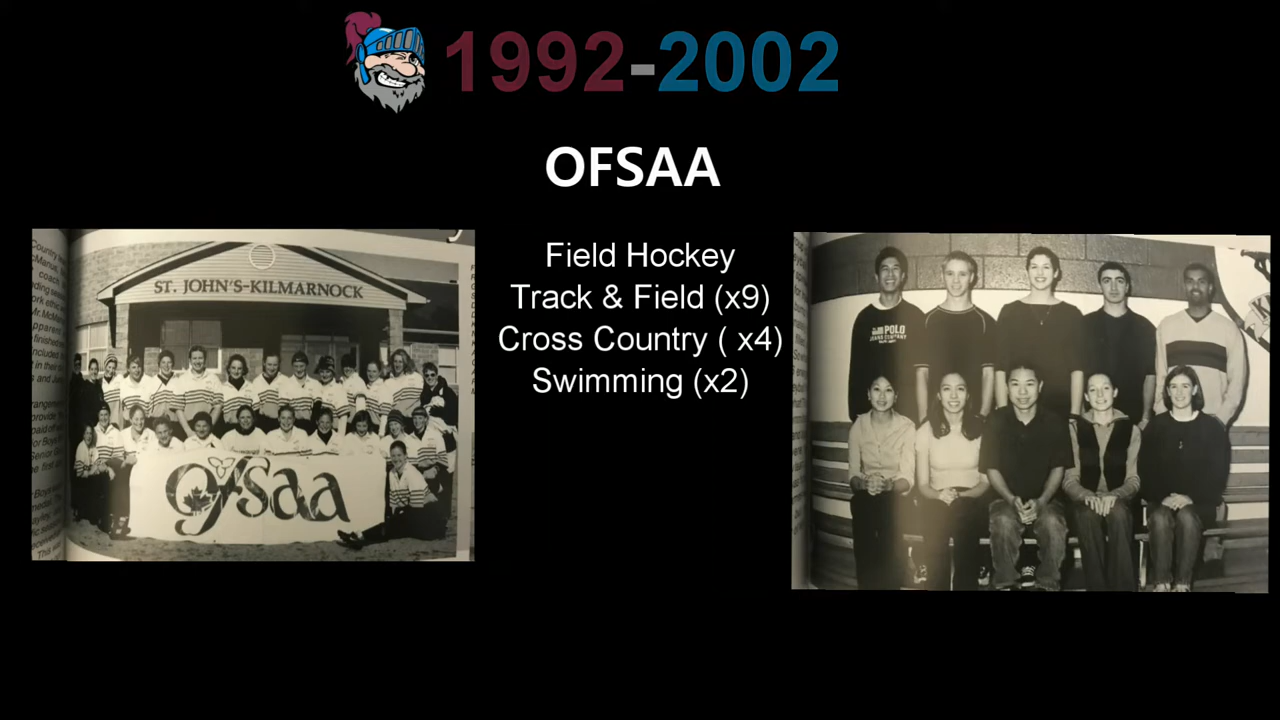 1992-2002
OFSAA
Field Hockey
Track & Field (x9)
Cross Country ( x4)
Swimming (x2)
ST. JOHN'S-KILMARNOCK
ofsaa
POLO